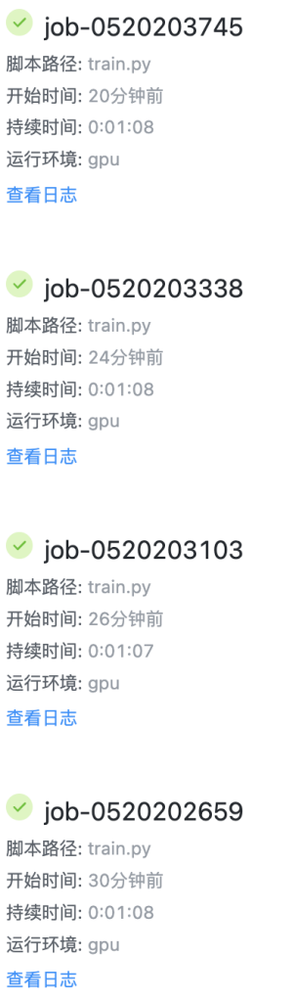 job-0520203745
脚本路径: train.py
开始时间: 20分钟前
持续时间: 0:01:08
运行环境: gpu
查看日志
job-0520203338
脚本路径: train.py
开始时间: 24分钟前
持续时间: 0:01:08
运行环境: gpu
查看日志
job-0520203103
脚本路径: train.py
开始时间: 26分钟前
持续时间: 0:01:07
运行环境: gpu
查看日志
job-0520202659
脚本路径: train.py
开始时间: 30分钟前
持续时间: 0:01:08
运行环境: gpu
查看日志